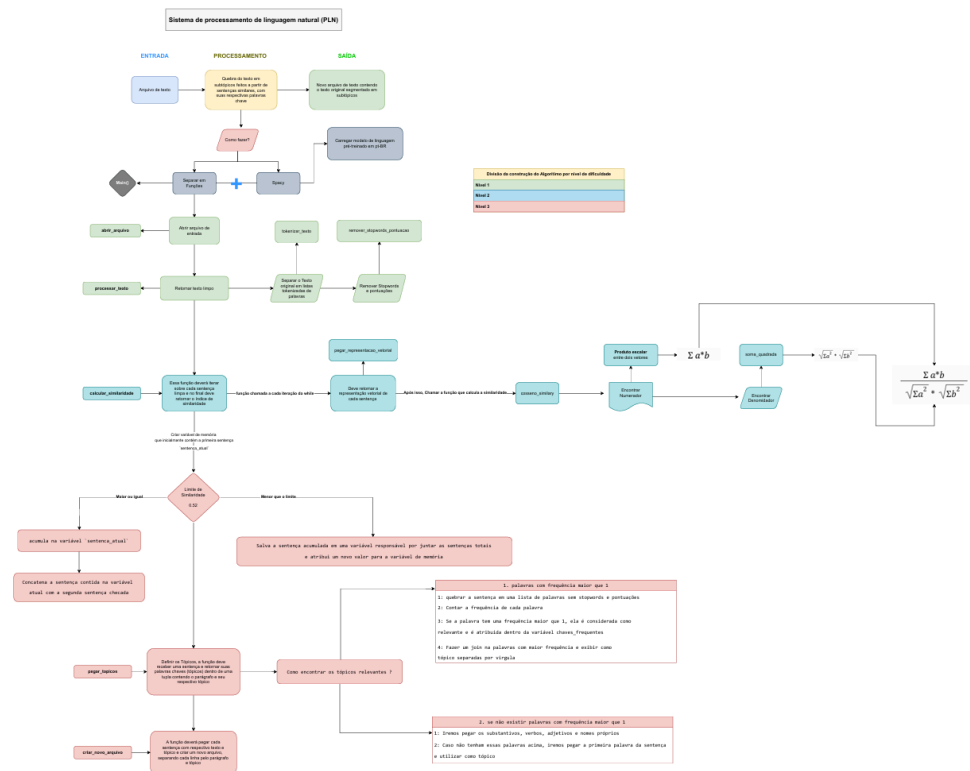 Sistema de processamento de linguagem natural (PLN)
ENTRADA
PROCESSAMENTO
SAÍDA
Arquivo de texto
Quebra do texto em
subtópicos feitos a partir de
sentenças similares, com
suas respectivas palavras
chave
Novo arquivo de texto contendo
o texto original segmentado em
subtópicos
Como fazer?
Carregar modelo de linguagem
pré-treinado em pt-BR
Main()
Separar em
Funções
Spacy
Divisão da construção do Algoritmo por nível de dificuldade
Nível 1
Nível 2
Nível 3
abrir_arquivo
Abrir arquivo de
entrada
tokenizar_texto
remover_stopwords_pontuacao
processar_texto
Retornar texto limpo
Separar o Texto
original em listas
tokenizadas de
palavras
Remover Stopwords
e pontuações
pegar_representacao_vetorial
Produto escalar
entre dois vetores
Σ a*b
soma_quadrada
√Σa² · √Σb²
calcular_similaridade
Essa função deverá iterar
sobre cada sentença
limpa e no final deve
retornar o índice de
similaridade
função chamada a cada iteração do while
Deve retornar a
representação vetorial de
cada sentença
Após isso, Chamar a função que calcula a similaridade
cosseno_similary
Encontrar
Numerador
Encontrar
Denominador
Σ a*b
√Σa² * √Σb²
Criar variável de memória
que inicialmente contém a primeira sentença
sentenca_atual
Limite de
Similaridade
Maior ou igual
Menor que o limite
acumula na variável `sentenca_atual`
Salva a sentença acumulada em uma variável responsável por juntar as sentenças totais
e atribui um novo valor para a variável de memória
Concatena a sentença contida na variável
atual com a segunda sentença checada
1. palavras com frequência maior que 1
1: quebrar a sentença em uma lista de palavras sem stopwords e pontuações
2: Contar a frequência de cada palavra
3: Se a palavra tem uma frequência maior que 1, ela é considerada como
relevante e é atribuída dentro da variável chaves_frequentes
4: Fazer um join na palavras com maior frequência e exibir como
tópico separadas por vírgula
pegar_topicos
Definir os Tópicos, a função deve
receber uma sentença e retornar suas
palavras chaves (tópicos) dentro de uma
tupla contendo o parágrafo e seu
respectivo tópico
Como encontrar os tópicos relevantes ?
2. se não existir palavras com frequência maior que 1
1: Iremos pegar os substantivos, verbos, adjetivos e nomes próprios
2: Caso não tenham essas palavras acima, iremos pegar a primeira palavra da sentença
e utilizar como tópico
criar_novo_arquivo
A função deverá pegar cada
sentença com respectivo texto e
tópico e criar um novo arquivo,
separando cada linha pelo parágrafo
e tópico